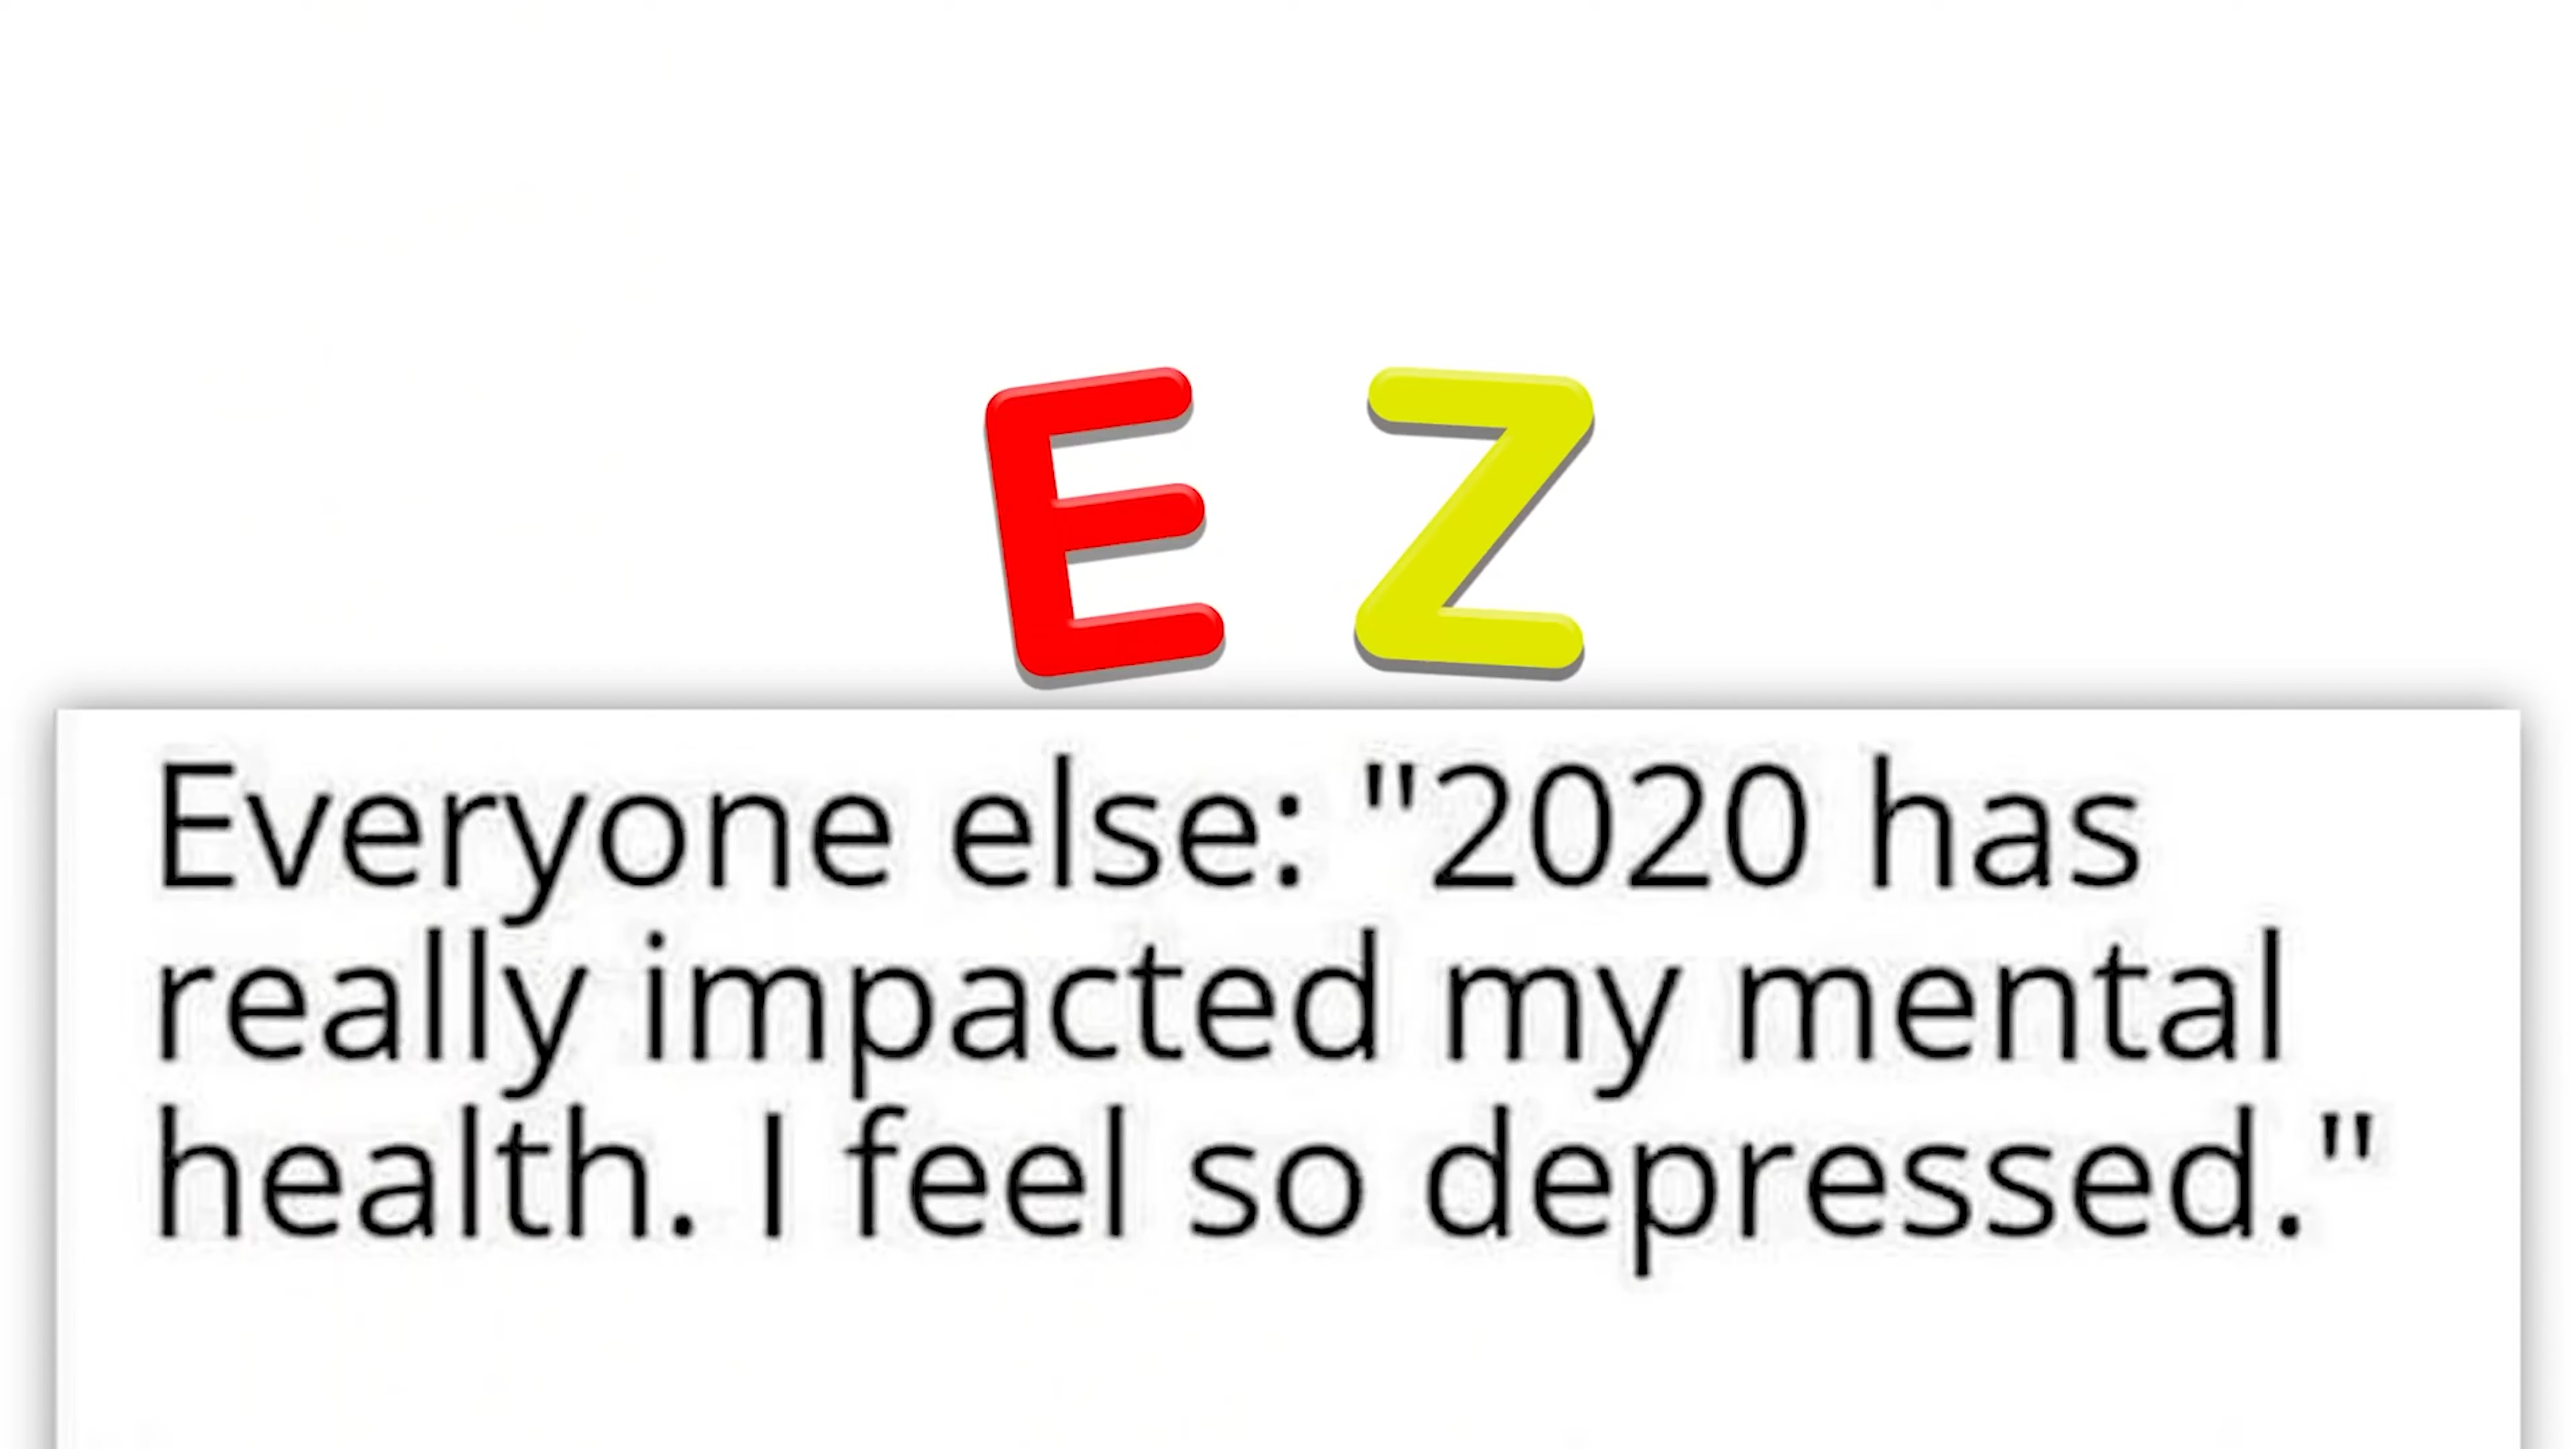 E Z
Everyone else: "2020 has
really impacted my mental
health. I feel so depressed."